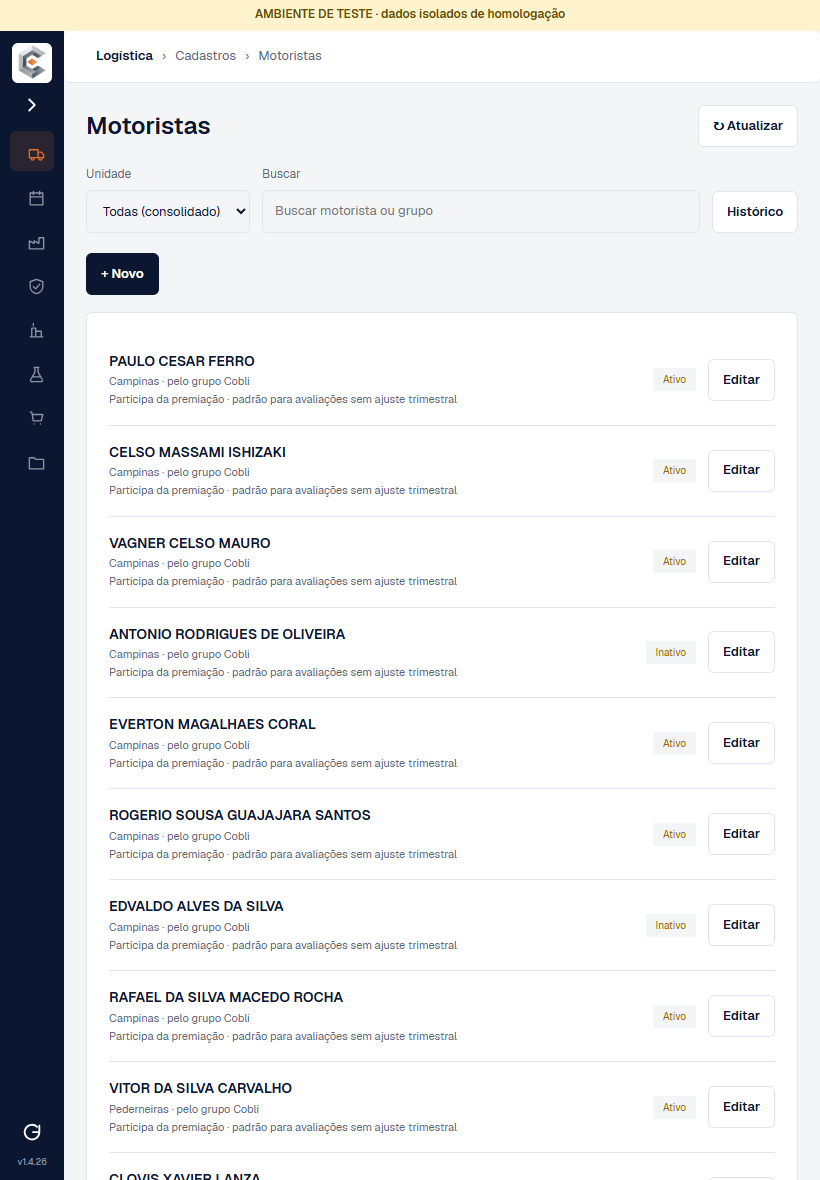 AMBIENTE DE TESTE · dados isolados de homologação
Logística › Cadastros › Motoristas
Motoristas
↻ Atualizar
Unidade
Buscar
Todas (consolidado)
Buscar motorista ou grupo
Histórico
+ Novo
PAULO CESAR FERRO
Campinas · pelo grupo Cobli
Participa da premiação · padrão para avaliações sem ajuste trimestral
Ativo
Editar
CELSO MASSAMI ISHIZAKI
Campinas · pelo grupo Cobli
Participa da premiação · padrão para avaliações sem ajuste trimestral
Ativo
Editar
VAGNER CELSO MAURO
Campinas · pelo grupo Cobli
Participa da premiação · padrão para avaliações sem ajuste trimestral
Ativo
Editar
ANTONIO RODRIGUES DE OLIVEIRA
Campinas · pelo grupo Cobli
Participa da premiação · padrão para avaliações sem ajuste trimestral
Inativo
Editar
EVERTON MAGALHAES CORAL
Campinas · pelo grupo Cobli
Participa da premiação · padrão para avaliações sem ajuste trimestral
Ativo
Editar
ROGERIO SOUSA GUAJAJARA SANTOS
Campinas · pelo grupo Cobli
Participa da premiação · padrão para avaliações sem ajuste trimestral
Ativo
Editar
EDVALDO ALVES DA SILVA
Campinas · pelo grupo Cobli
Participa da premiação · padrão para avaliações sem ajuste trimestral
Inativo
Editar
RAFAEL DA SILVA MACEDO ROCHA
Campinas · pelo grupo Cobli
Participa da premiação · padrão para avaliações sem ajuste trimestral
Ativo
Editar
VITOR DA SILVA CARVALHO
Pederneiras · pelo grupo Cobli
Participa da premiação · padrão para avaliações sem ajuste trimestral
Ativo
Editar
CLOVIS XAVIER LANZA
v1.4.26